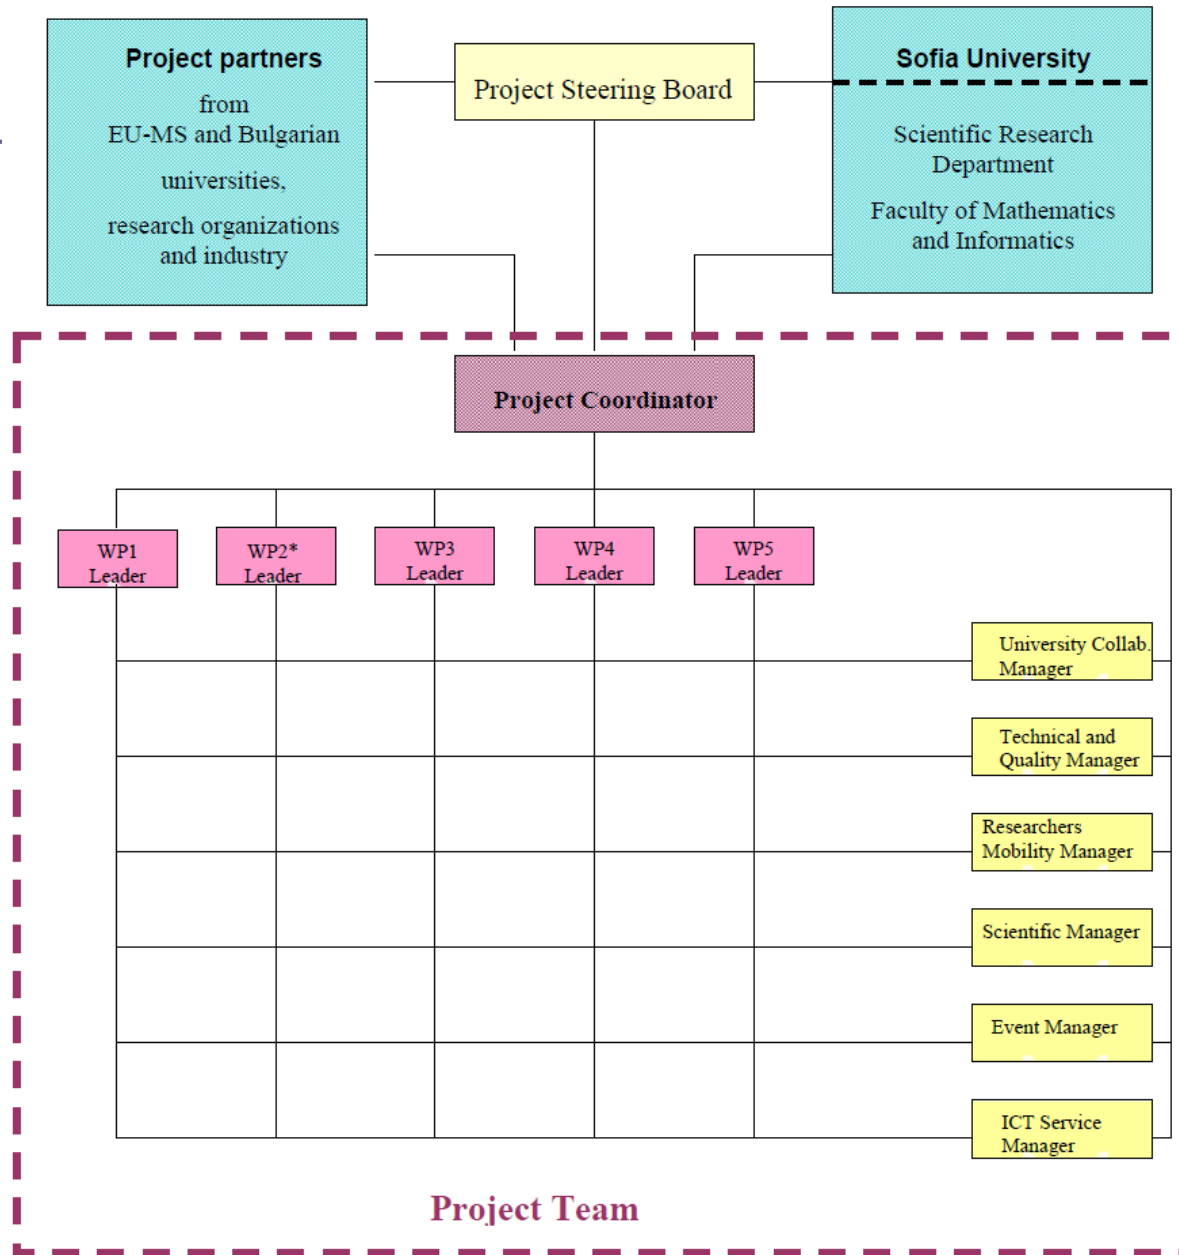 Project partners
from
EU-MS and Bulgarian
universities,
research organizations
and industry
Project Steering Board
Sofia University
Scientific Research
Department
Faculty of Mathematics
and Informatics
Project Coordinator
WP1
Leader
WP2*
Leader
WP3
Leader
WP4
Leader
WP5
Leader
University Collab.
Manager
Technical and
Quality Manager
Researchers
Mobility Manager
Scientific Manager
Event Manager
ICT Service
Manager
Project Team